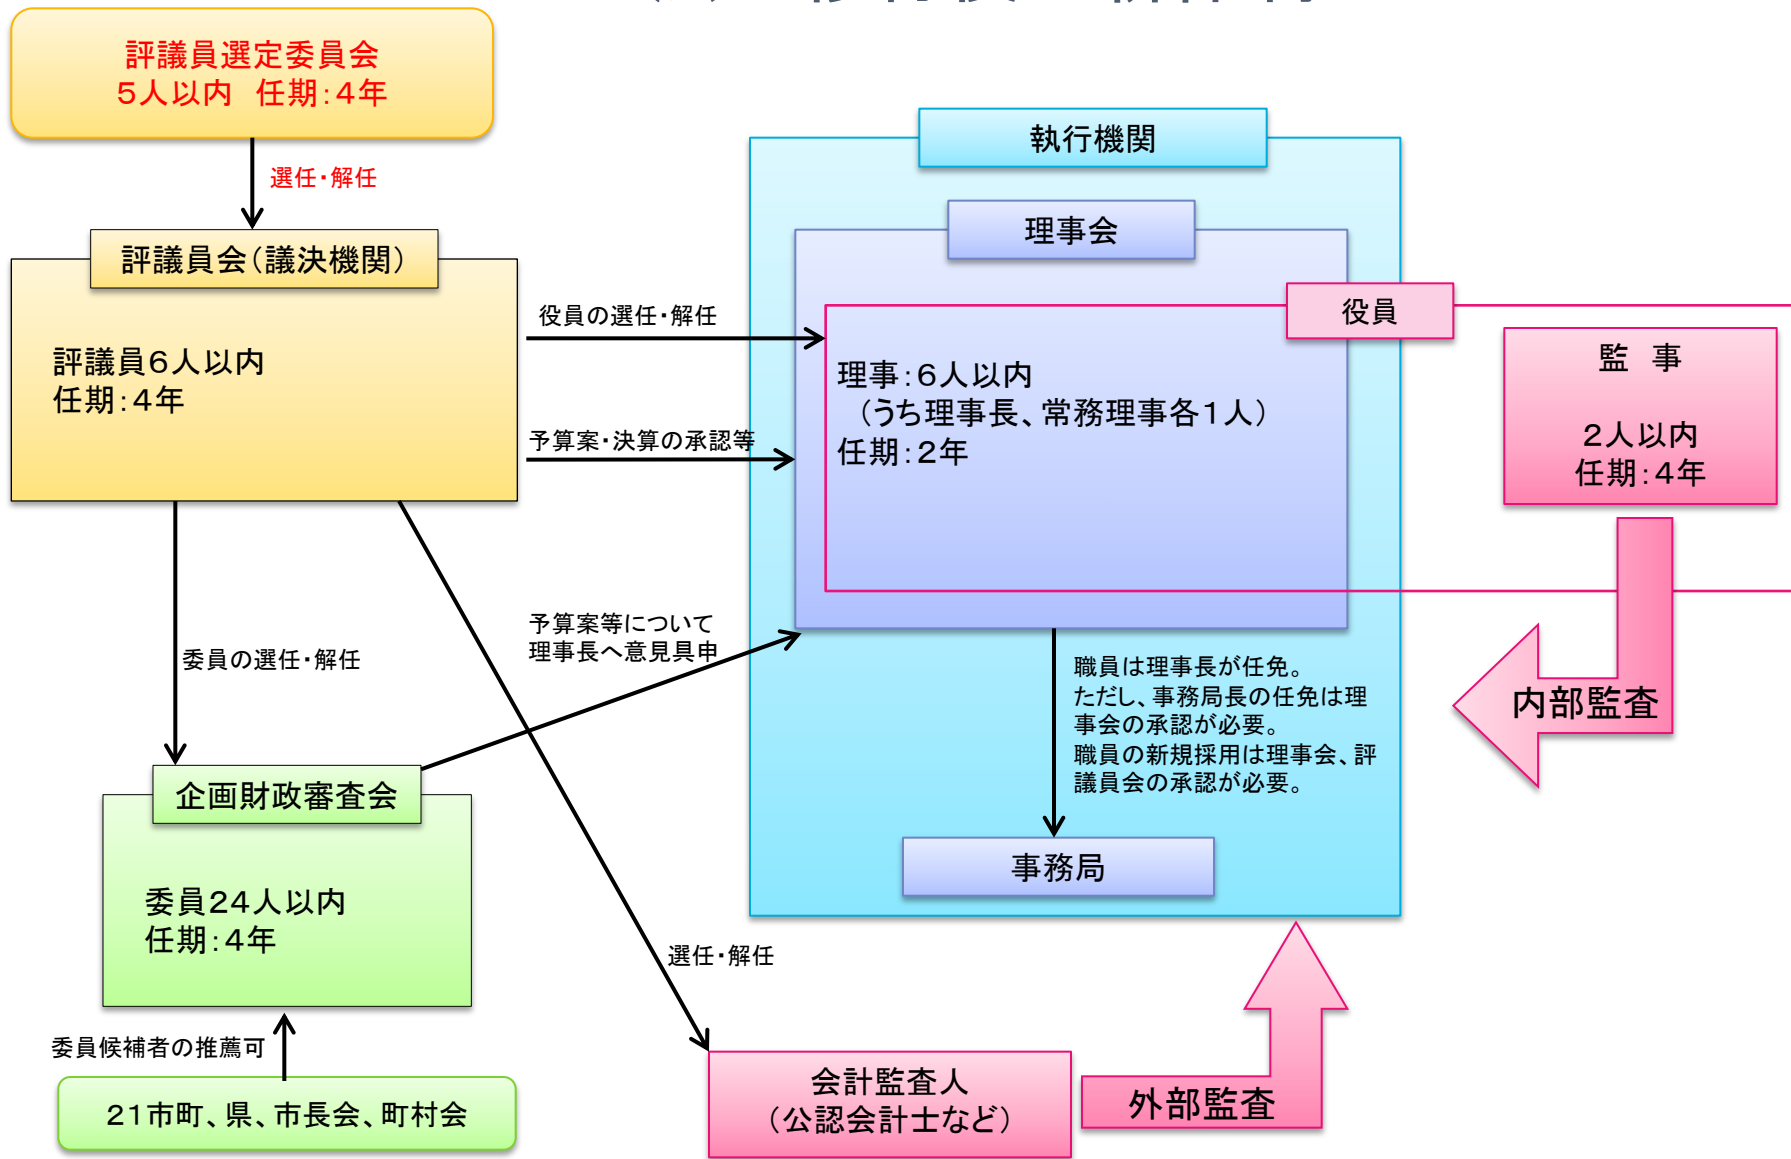 評議員選定委員会
5人以内　任期：4年
選任・解任
評議員会（議決機関）
評議員6人以内
任期：4年
役員の選任・解任
予算案・決算の承認等
執行機関
理事会
役員
理事：6人以内
（うち理事長、常務理事各1人）
任期：2年
監　事
2人以内
任期：4年
内部監査
委員の選任・解任
予算案等について
理事長へ意見具申
職員は理事長が任免。
ただし、事務局長の任免は理
事会の承認が必要。
職員の新規採用は理事会、評
議員会の承認が必要。
事務局
企画財政審査会
委員24人以内
任期：4年
選任・解任
委員候補者の推薦可
21市町、県、市長会、町村会
会計監査人
（公認会計士など）
外部監査